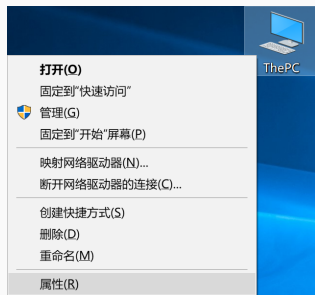 ThePC
打开(O)
固定到"快速访问"
管理(G)
固定到"开始"屏幕(P)
映射网络驱动器(N)...
断开网络驱动器的连接(C)...
创建快捷方式(S)
删除(D)
重命名(M)
属性(R)